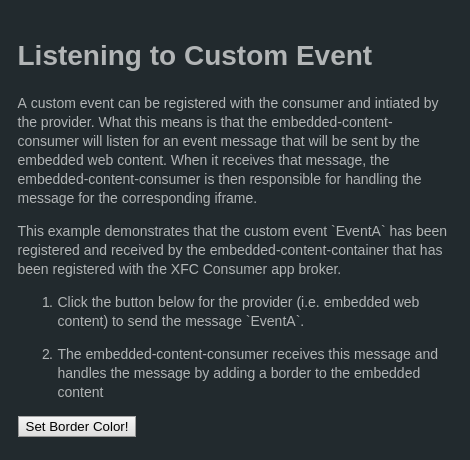 Listening to Custom Event
A custom event can be registered with the consumer and intiated by
the provider. What this means is that the embedded-content-
consumer will listen for an event message that will be sent by the
embedded web content. When it receives that message, the
embedded-content-consumer is then responsible for handling the
message for the corresponding iframe.
This example demonstrates that the custom event `EventA` has been
registered and received by the embedded-content-container that has
been registered with the XFC Consumer app broker.
1. Click the button below for the provider (i.e. embedded web
content) to send the message `EventA`.
2. The embedded-content-consumer receives this message and
handles the message by adding a border to the embedded
content
Set Border Color!